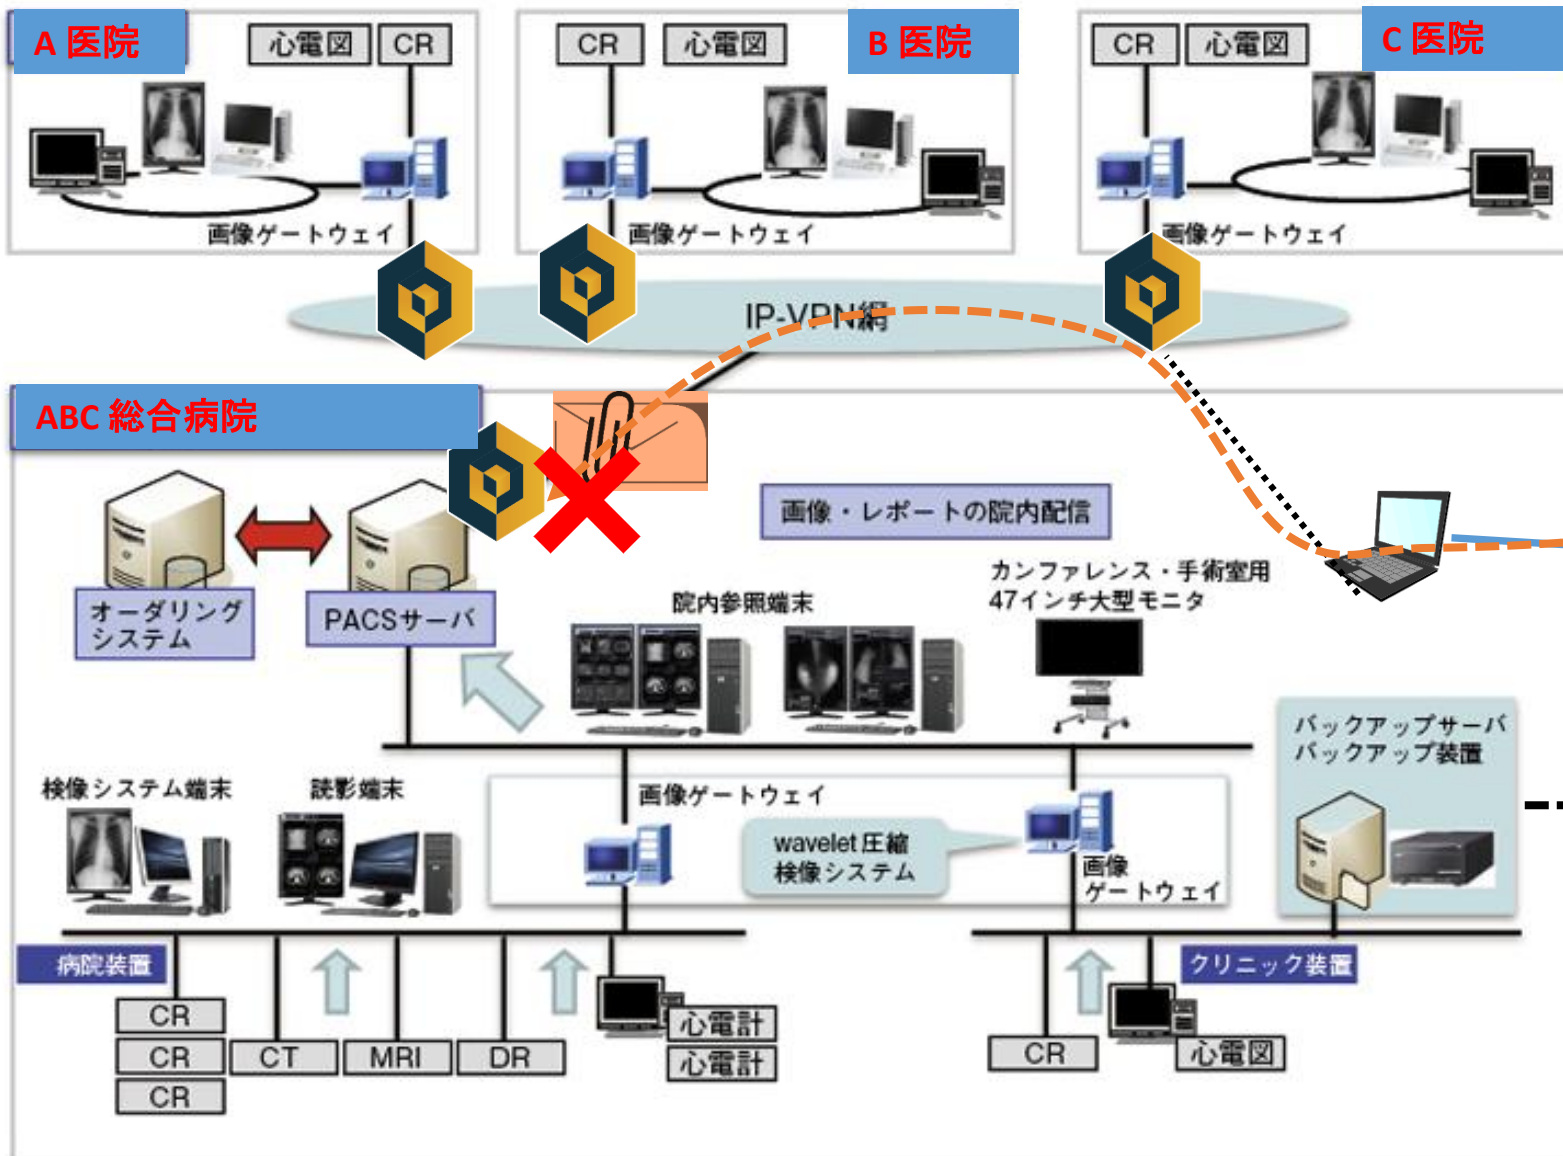 A 医院
心電図
CR
画像ゲートウェイ
CR
心電図
B 医院
画像ゲートウェイ
CR
心電図
C 医院
画像ゲートウェイ
IP-VPN網
ABC 総合病院
画像・レポートの院内配信
オーダリング
システム
PACSサーバ
院内参照端末
カンファレンス・手術室用
47インチ大型モニタ
バックアップサーバ
バックアップ装置
検像システム端末
読影端末
画像ゲートウェイ
wavelet圧縮
検像システム
画像
ゲートウェイ
病院装置
クリニック装置
CR
CR
CR
CT
MRI
DR
心電計
心電計
CR
心電図